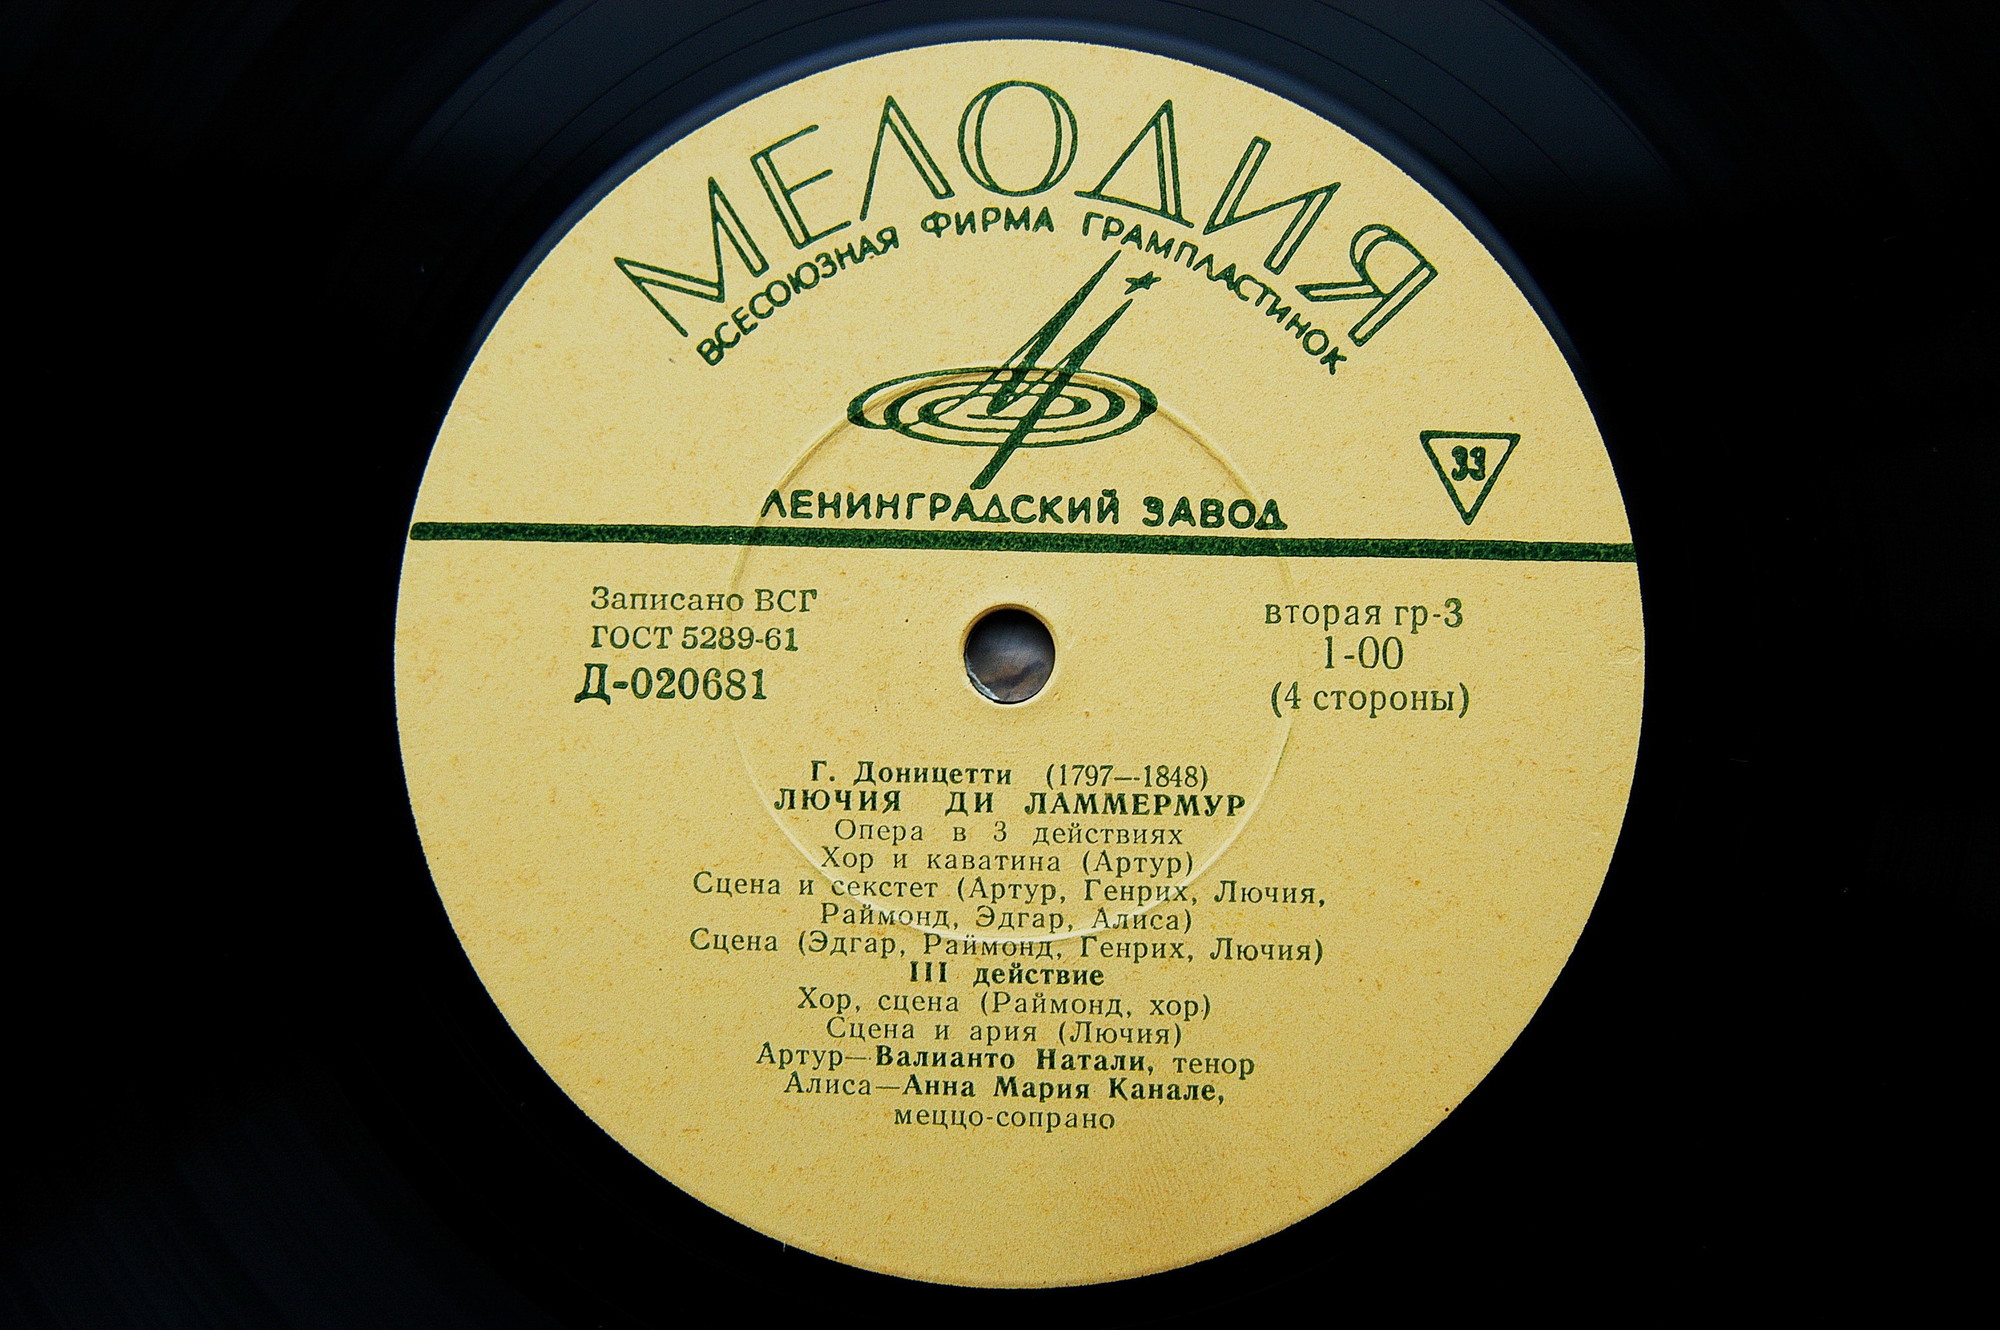 МЕЛОДИЯ
ВСЕСОЮЗНАЯ ФИРМА ГРАМПЛАСТИНОК
33
ЛЕНИНГРАДСКИЙ ЗАВОД
Записано ВСГ
ГОСТ 5289-61
Д-020681
вторая гр-3
1-00
(4 стороны)
Г. Доницетти (1797—1848)
ЛЮЧИЯ ДИ ЛАММЕРМУР
Опера в 3 действиях
Хор и каватина (Артур)
Сцена и секстет (Артур, Генрих, Лючия,
Раймонд, Эдгар, Алиса)
Сцена (Эдгар, Раймонд, Генрих, Лючия)
III действие
Хор, сцена (Раймонд, хор)
Сцена и ария (Лючия)
Артур—Валианто Натали, тенор
Алиса—Анна Мария Канале,
меццо-сопрано